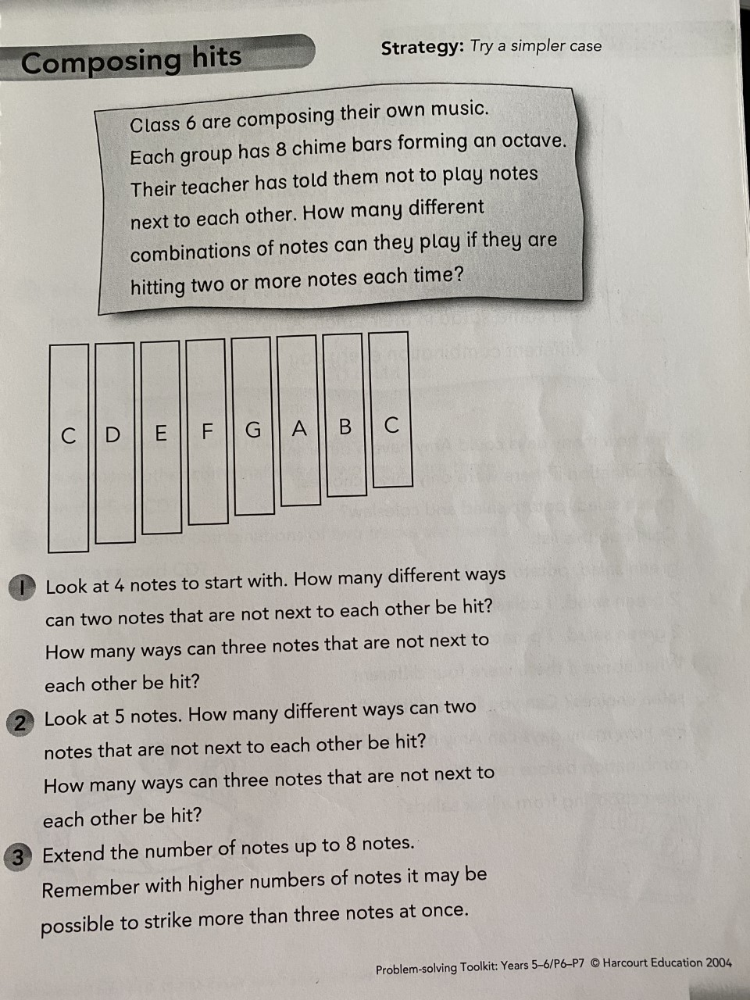 Composing hits
Strategy: Try a simpler case
Class 6 are composing their own music.
Each group has 8 chime bars forming an octave.
Their teacher has told them not to play notes
next to each other. How many different
combinations of notes can they play if they are
hitting two or more notes each time?
C D E F G A B C
1 Look at 4 notes to start with. How many different ways
can two notes that are not next to each other be hit?
How many ways can three notes that are not next to
each other be hit?
2 Look at 5 notes. How many different ways can two
notes that are not next to each other be hit?
How many ways can three notes that are not next to
each other be hit?
3 Extend the number of notes up to 8 notes.
Remember with higher numbers of notes it may be
possible to strike more than three notes at once.
Problem-solving Toolkit: Years 5–6/P6–P7 © Harcourt Education 2004